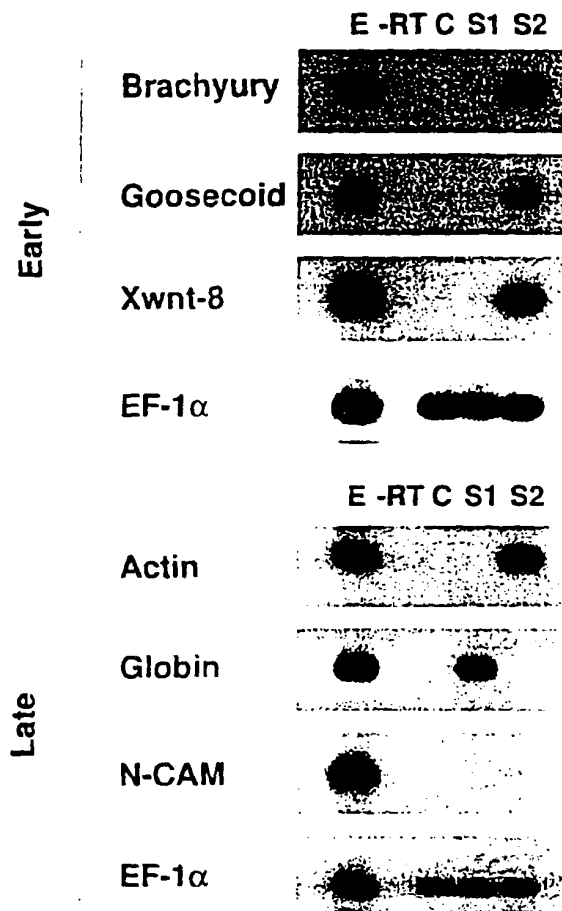 E -RT C S1 S2
Brachyury
Goosecoid
Xwnt-8
EF-1α
Early
E -RT C S1 S2
Actin
Globin
N-CAM
EF-1α
Late